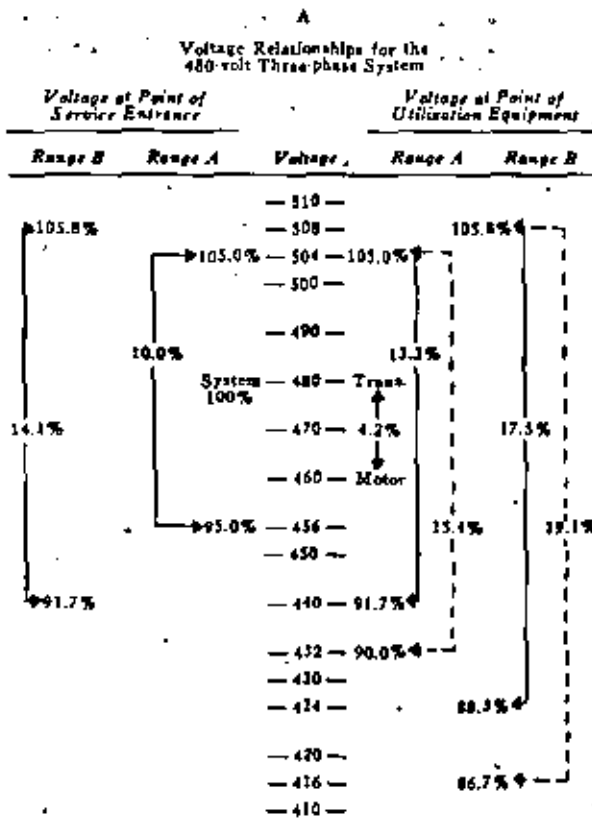 A
Voltage Relationships for the
480-volt Three-phase System
Voltage at Point of Service Entrance
Voltage at Point of Utilization Equipment
Range B Range A Voltage Range A Range B
— 510 —
105.8% — 508 — 105.8%
105.0% — 504 — 105.0%
— 500 —
— 490 —
10.0% 13.3%
System — 480 — Trans.
100%
14.1% — 470 — 4.2% 17.5%
— 460 — Motor
95.0% — 456 — 15.4% 19.1%
— 450 —
91.7% — 440 — 91.7%
— 432 — 90.0%
— 430 —
— 424 — 88.3%
— 420 —
— 416 — 86.7%
— 410 —